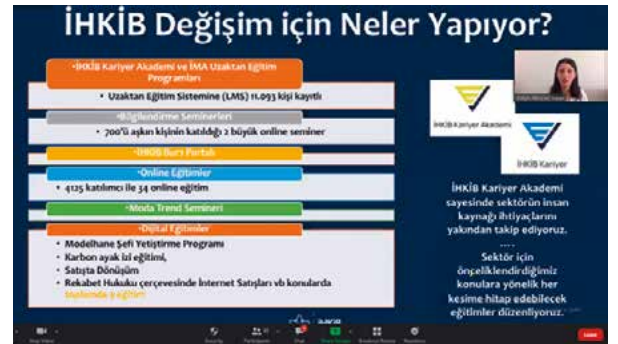 İHKİB Değişim için Neler Yapıyor?
•İHKİB Kariyer Akademi ve İMA Uzaktan Eğitim
Programları
• Uzaktan Eğitim Sistemine (LMS) 11.093 kişi kayıtlı
•Bilgilendirme Seminerleri
• 700'ü aşkın kişinin katıldığı 2 büyük online seminer
•İHKİB Burs Portalı
•Online Eğitimler
• 4125 katılımcı ile 34 online eğitim
•Moda Trend Semineri
•Dijital Eğitimler
• Modelhane Şefi Yetiştirme Programı
• Karbon ayak izi eğitimi,
• Satışta Dönüşüm
• Rekabet Hukuku çerçevesinde İnternet Satışları vb konularda
toplamda 9 eğitim
İHKİB Kariyer Akademi
İHKİB Kariyer
İHKİB Kariyer Akademi
sayesinde sektörün insan
kaynağı ihtiyaçlarını
yakından takip ediyoruz.
....
Sektör için
önceliklendirdiğimiz
konulara yönelik her
kesime hitap edebilecek
eğitimler düzenliyoruz.